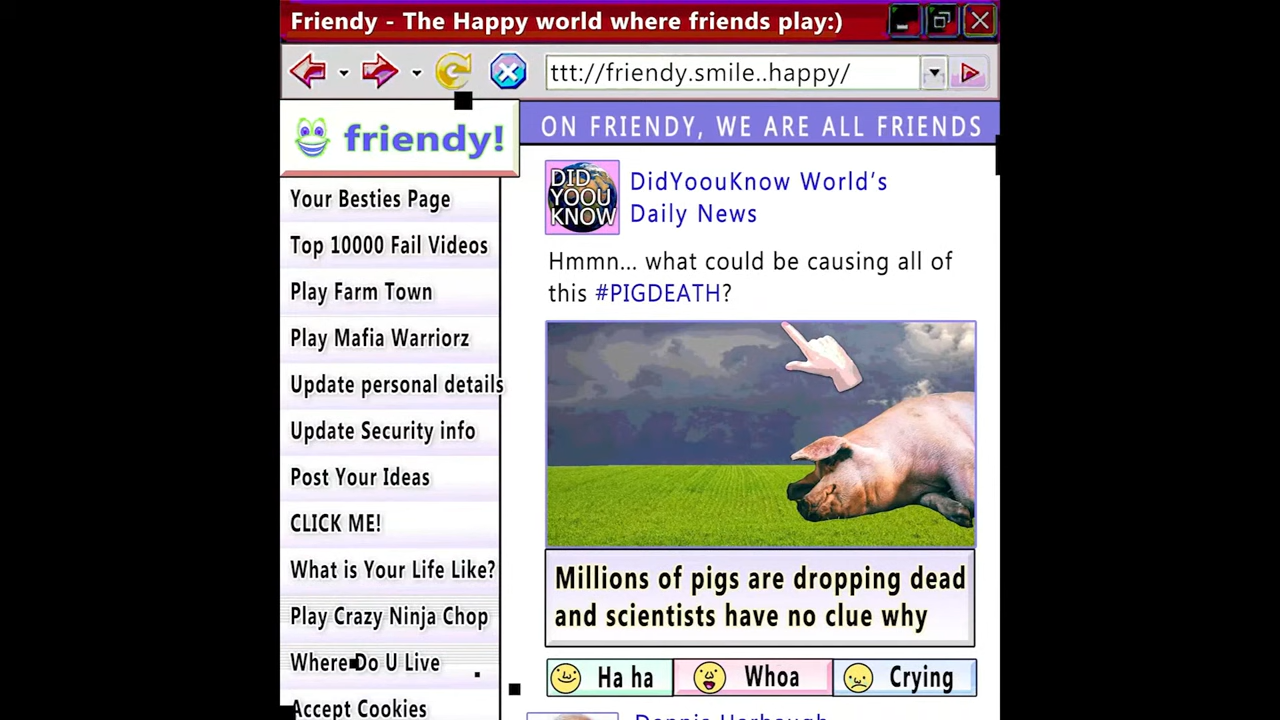 Friendy - The Happy world where friends play:)
ttt://friendy.smile..happy/
friendy!
ON FRIENDY, WE ARE ALL FRIENDS
Your Besties Page
Top 10000 Fail Videos
Play Farm Town
Play Mafia Warriorz
Update personal details
Update Security info
Post Your Ideas
CLICK ME!
What is Your Life Like?
Play Crazy Ninja Chop
Where Do U Live
Accept Cookies
DID
YOOU
KNOW
DidYoouKnow World's
Daily News
Hmmn... what could be causing all of
this #PIGDEATH?
Millions of pigs are dropping dead
and scientists have no clue why
Ha ha
Whoa
Crying